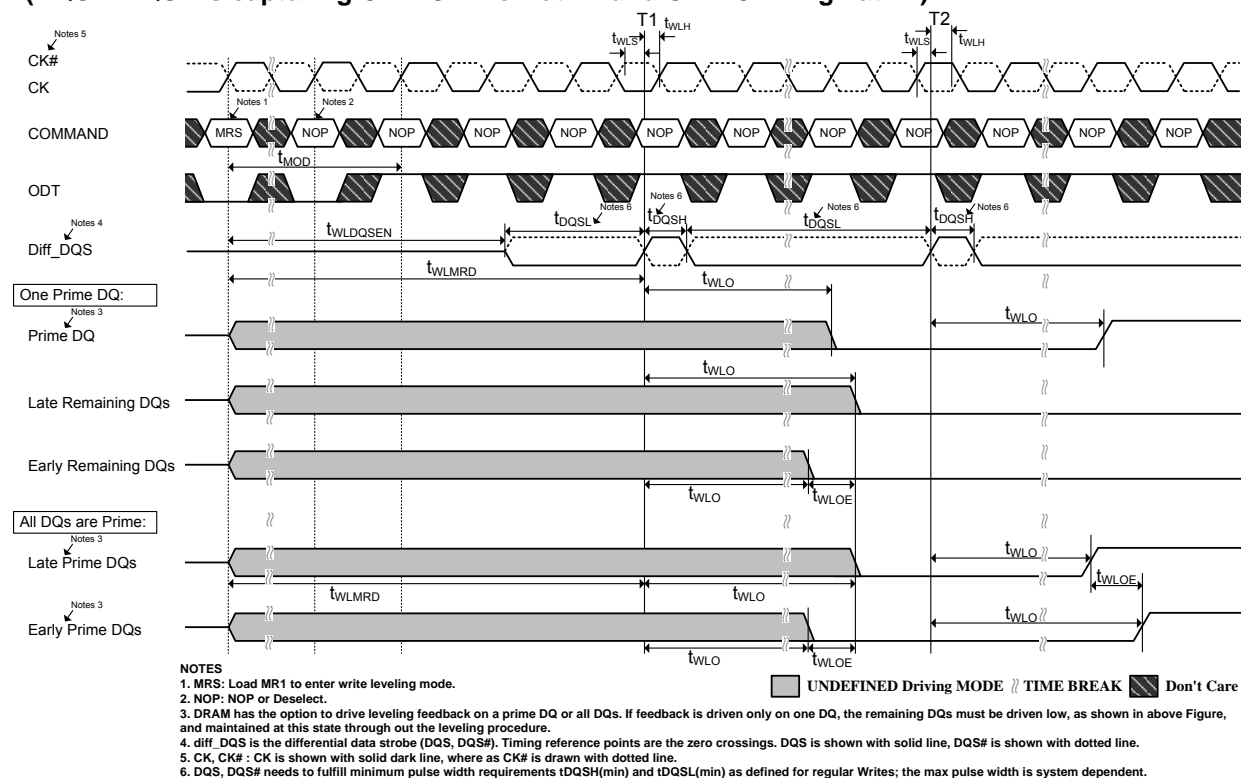 T1
T2
Notes 5
tWLS
tWLH
tWLS
tWLH
CK#
CK
Notes 1
Notes 2
COMMAND
MRS
NOP
NOP
NOP
NOP
NOP
NOP
NOP
NOP
NOP
NOP
NOP
tMOD
ODT
Notes 4
Notes 6
Notes 6
Notes 6
Notes 6
tWLDQSEN
tDQSL
tDQSH
tDQSL
tDQSH
Diff_DQS
tWLMRD
tWLO
One Prime DQ:
Notes 3
Prime DQ
tWLO
tWLO
Late Remaining DQs
Early Remaining DQs
tWLO
tWLOE
All DQs are Prime:
Notes 3
Late Prime DQs
tWLO
tWLMRD
tWLO
tWLOE
Notes 3
Early Prime DQs
tWLO
tWLO
tWLOE
NOTES
1. MRS: Load MR1 to enter write leveling mode.
2. NOP: NOP or Deselect.
UNDEFINED Driving MODE
TIME BREAK
Don't Care
3. DRAM has the option to drive leveling feedback on a prime DQ or all DQs. If feedback is driven only on one DQ, the remaining DQs must be driven low, as shown in above Figure,
and maintained at this state through out the leveling procedure.
4. diff_DQS is the differential data strobe (DQS, DQS#). Timing reference points are the zero crossings. DQS is shown with solid line, DQS# is shown with dotted line.
5. CK, CK# : CK is shown with solid dark line, where as CK# is drawn with dotted line.
6. DQS, DQS# needs to fulfill minimum pulse width requirements tDQSH(min) and tDQSL(min) as defined for regular Writes; the max pulse width is system dependent.